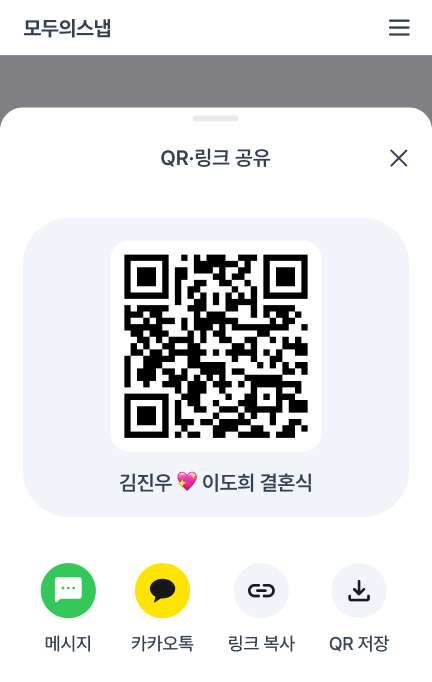 모두의스냅
QR·링크 공유
김진우 💖 이도희 결혼식
메시지
카카오톡
링크 복사
QR 저장